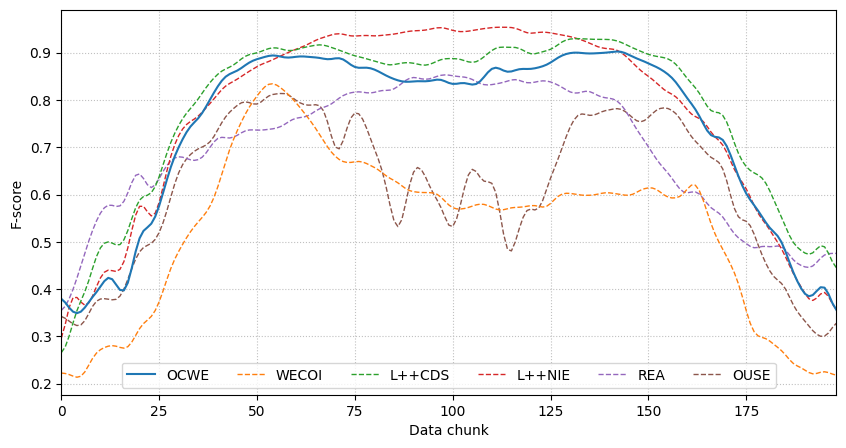 F-score
0.9
0.8
0.7
0.6
0.5
0.4
0.3
0.2
OCWE WECOI L++CDS L++NIE REA OUSE
0 25 50 75 100 125 150 175
Data chunk